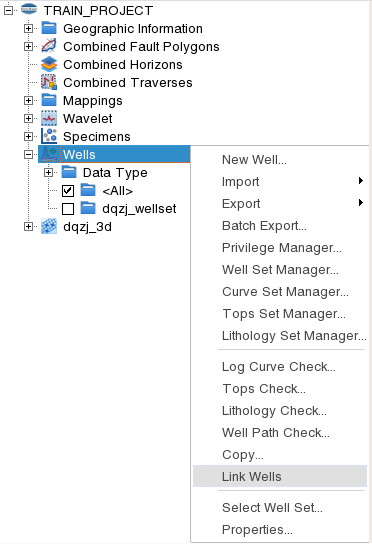 TRAIN_PROJECT
Geographic Information
Combined Fault Polygons
Combined Horizons
Combined Traverses
Mappings
Wavelet
Specimens
Wells
Data Type
<All>
dqzj_wellset
dqzj_3d
New Well...
Import
Export
Batch Export...
Privilege Manager...
Well Set Manager...
Curve Set Manager...
Tops Set Manager...
Lithology Set Manager...
Log Curve Check...
Tops Check...
Lithology Check...
Well Path Check...
Copy...
Link Wells
Select Well Set...
Properties...